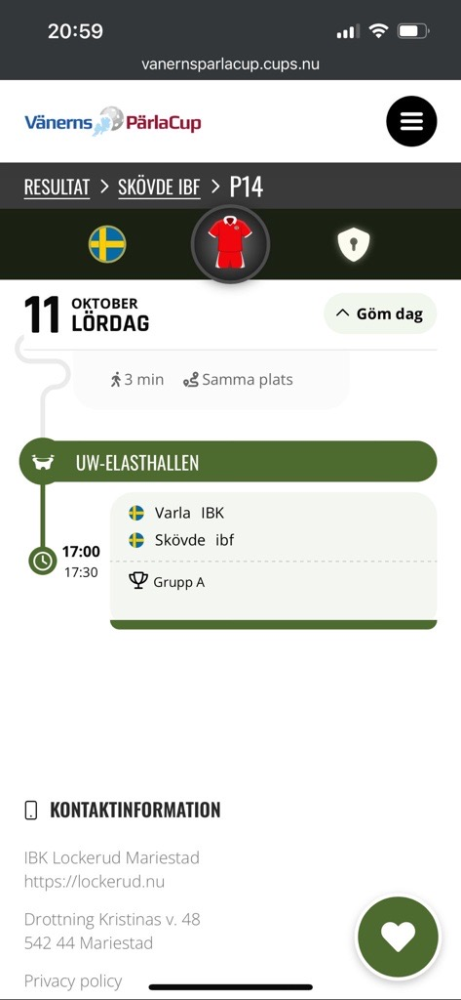 20:59
vanernsparlacup.cups.nu
Vänerns PärlaCup
RESULTAT > SKÖVDE IBF > P14
11 OKTOBER
LÖRDAG
Göm dag
3 min Samma plats
UW-ELASTHALLEN
Varla IBK
Skövde ibf
17:00
17:30
Grupp A
KONTAKTINFORMATION
IBK Lockerud Mariestad
https://lockerud.nu
Drottning Kristinas v. 48
542 44 Mariestad
Privacy policy